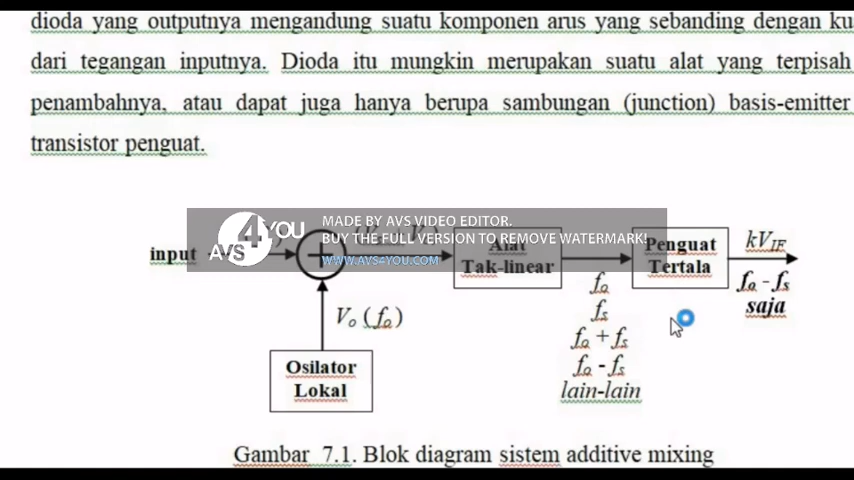 dioda yang outputnya mengandung suatu komponen arus yang sebanding dengan ku
dari tegangan inputnya. Dioda itu mungkin merupakan suatu alat yang terpisah
penambahnya, atau dapat juga hanya berupa sambungan (junction) basis-emitter
transistor penguat.
AVS 4 YOU
MADE BY AVS VIDEO EDITOR.
BUY THE FULL VERSION TO REMOVE WATERMARK!
WWW.AVS4YOU.COM
input
+
Alat
Tak-linear
Penguat
Tertala
kV_IF
f_o - f_s
saja
f_o
f_s
f_o + f_s
f_o - f_s
lain-lain
V_o (f_o)
Osilator
Lokal
Gambar 7.1. Blok diagram sistem additive mixing